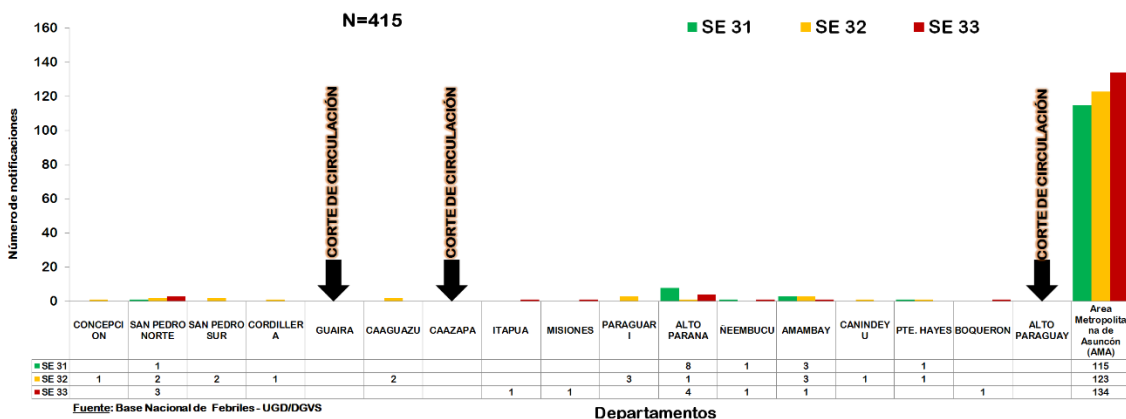 N=415
SE 31 SE 32 SE 33
Número de notificaciones
160
140
120
100
80
60
40
20
0
CORTE DE CIRCULACIÓN
CORTE DE CIRCULACIÓN
CORTE DE CIRCULACIÓN
CONCEPCI
ON
SAN PEDRO
NORTE
SAN PEDRO
SUR
CORDILLER
A
GUAIRA
CAAGUAZU
CAAZAPA
ITAPUA
MISIONES
PARAGUAR
I
ALTO
PARANA
ÑEEMBUCU
AMAMBAY
CANINDEY
U
PTE. HAYES
BOQUERON
ALTO
PARAGUAY
Area
Metropolita
na de
Asuncón
(AMA)
SE 31 1 8 1 3 1 115
SE 32 1 2 2 1 2 3 1 3 1 1 123
SE 33 3 1 1 4 1 1 1 134
Fuente: Base Nacional de Febriles - UGD/DGVS
Departamentos